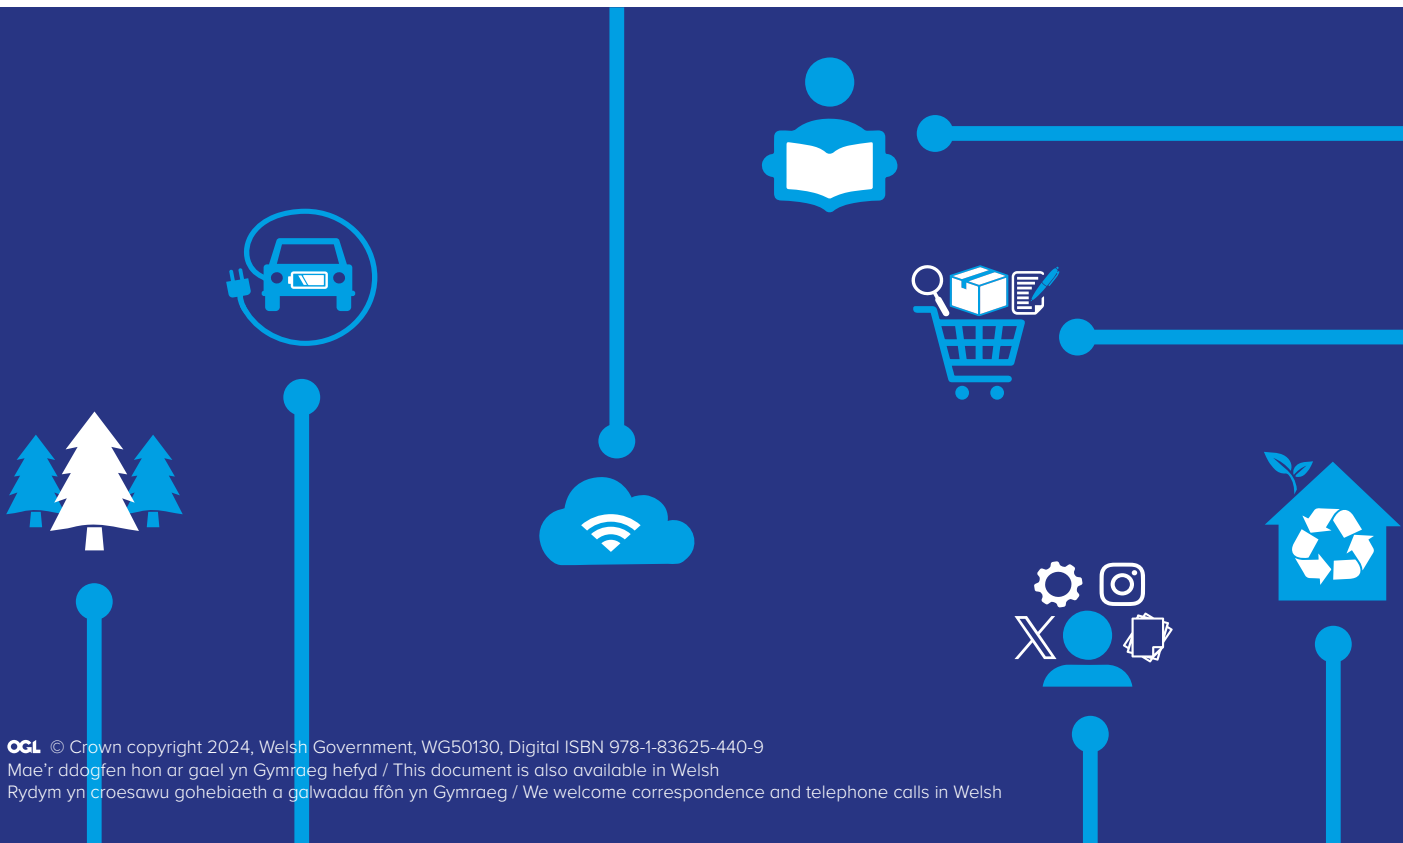 OGL © Crown copyright 2024, Welsh Government, WG50130, Digital ISBN 978-1-83625-440-9
Mae'r ddogfen hon ar gael yn Gymraeg hefyd / This document is also available in Welsh
Rydym yn croesawu gohebiaeth a galwadau ffôn yn Gymraeg / We welcome correspondence and telephone calls in Welsh